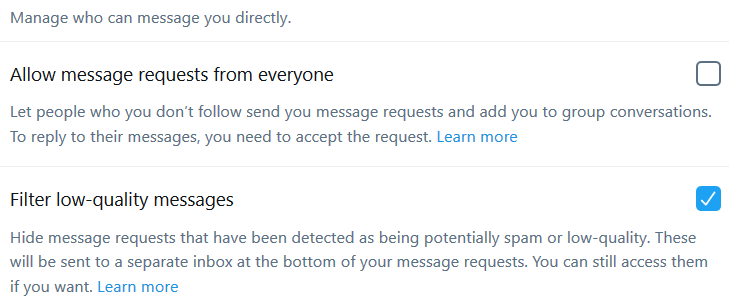 Manage who can message you directly.
Allow message requests from everyone
Let people who you don't follow send you message requests and add you to group conversations.
To reply to their messages, you need to accept the request. Learn more
Filter low-quality messages
Hide message requests that have been detected as being potentially spam or low-quality. These
will be sent to a separate inbox at the bottom of your message requests. You can still access them
if you want. Learn more